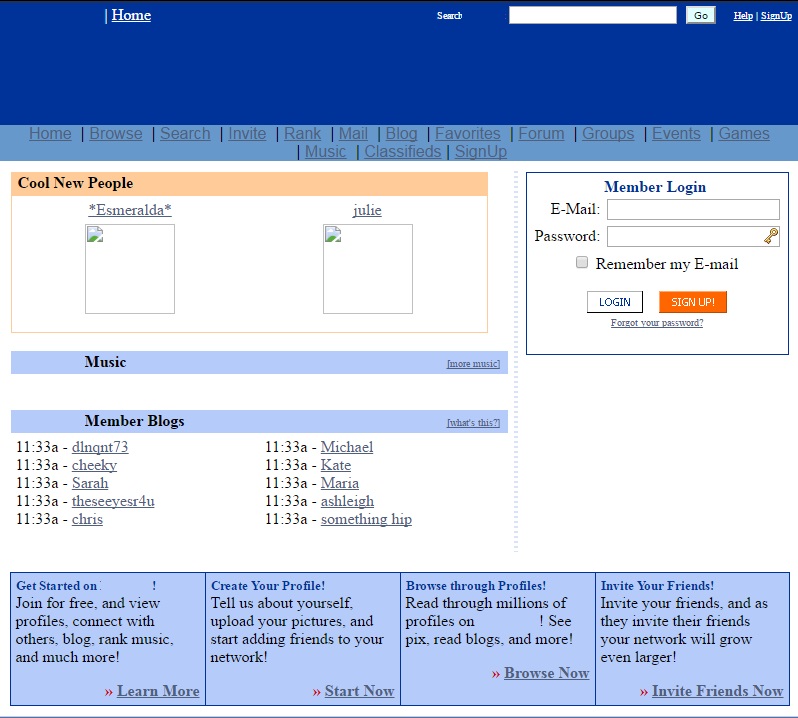 | Home
Search
Go
Help | SignUp
Home | Browse | Search | Invite | Rank | Mail | Blog | Favorites | Forum | Groups | Events | Games
| Music | Classifieds | SignUp
Cool New People
*Esmeralda* julie
Music [more music]
Member Blogs [what's this?]
11:33a - dlnqnt73 11:33a - Michael
11:33a - cheeky 11:33a - Kate
11:33a - Sarah 11:33a - Maria
11:33a - theseeyesr4u 11:33a - ashleigh
11:33a - chris 11:33a - something hip
Member Login
E-Mail:
Password:
Remember my E-mail
LOGIN SIGN UP!
Forgot your password?
Get Started on !
Join for free, and view
profiles, connect with
others, blog, rank music,
and much more!
» Learn More
Create Your Profile!
Tell us about yourself,
upload your pictures, and
start adding friends to your
network!
» Start Now
Browse through Profiles!
Read through millions of
profiles on ! See
pix, read blogs, and more!
» Browse Now
Invite Your Friends!
Invite your friends, and as
they invite their friends
your network will grow
even larger!
» Invite Friends Now